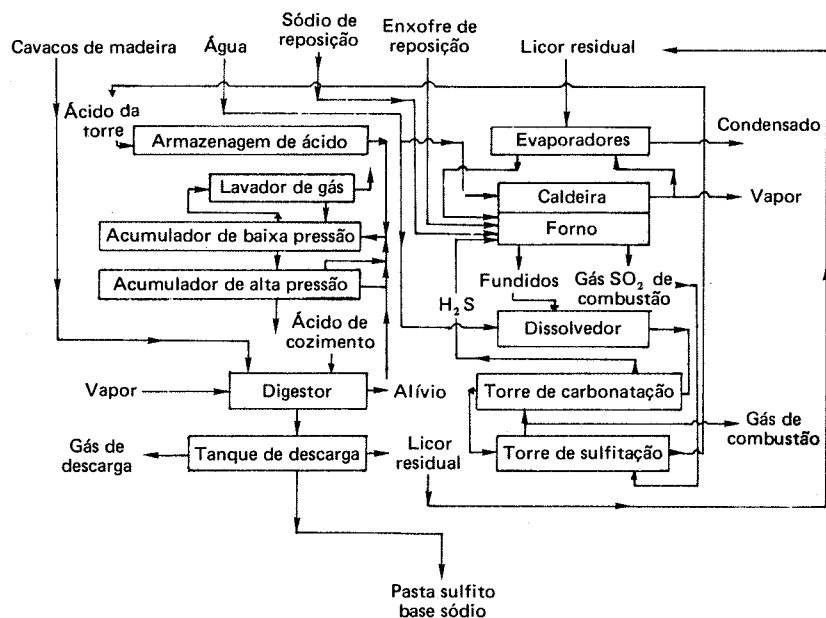 Cavacos de madeira
Água
Sódio de
reposição
Enxofre de
reposição
Licor residual
Ácido da
torre
Armazenagem de ácido
Evaporadores
Condensado
Lavador de gás
Caldeira
Vapor
Acumulador de baixa pressão
Forno
Acumulador de alta pressão
H₂S
Fundidos
Gás SO₂ de
combustão
Ácido de
cozimento
Dissolvedor
Vapor
Digestor
Alívio
Torre de carbonatação
Gás de
combustão
Gás de
descarga
Tanque de descarga
Licor
residual
Torre de sulfitação
Pasta sulfito
base sódio